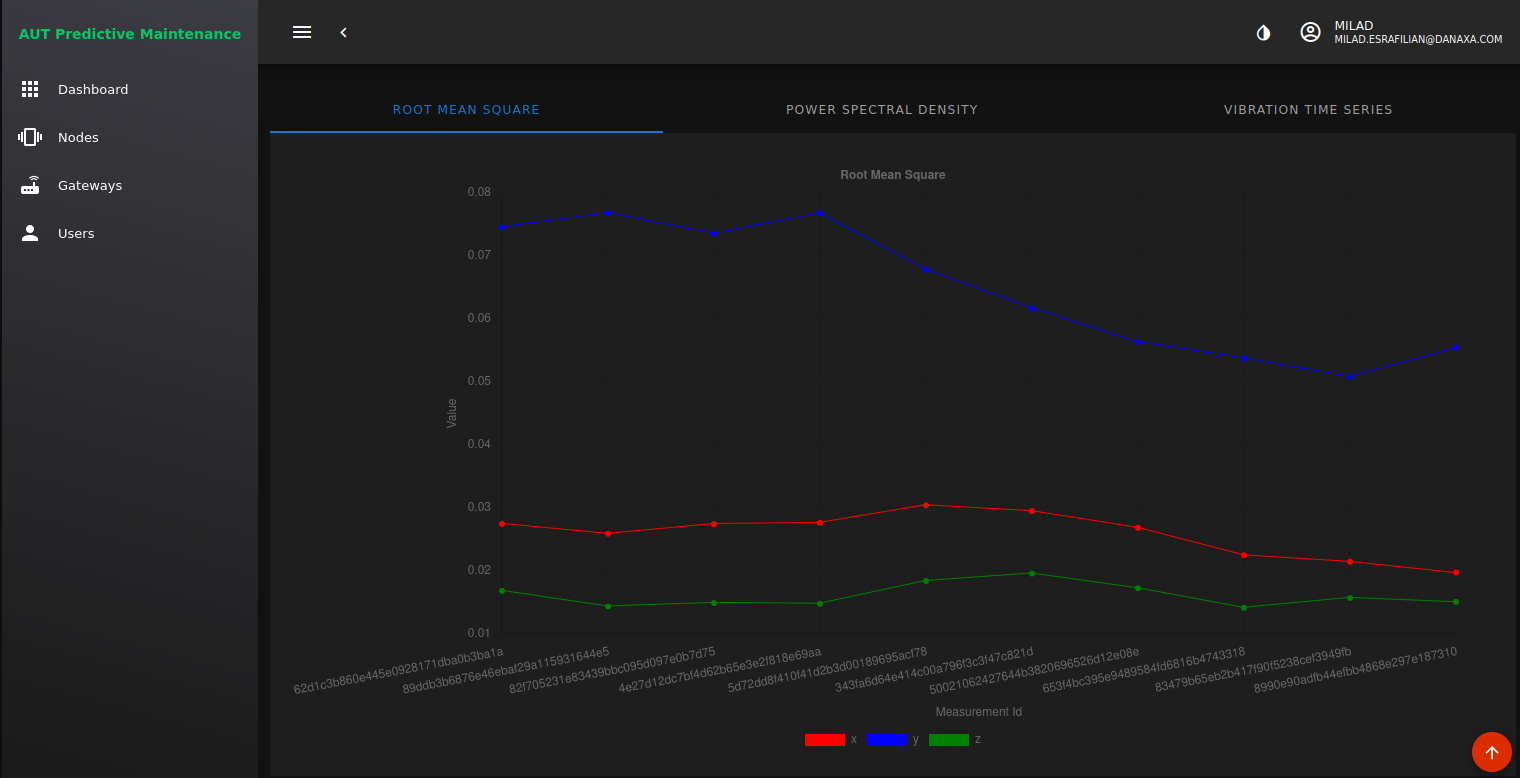 AUT Predictive Maintenance
Dashboard
Nodes
Gateways
Users
MILAD
MILAD.ESRAFILIAN@DANAXA.COM
ROOT MEAN SQUARE
POWER SPECTRAL DENSITY
VIBRATION TIME SERIES
Root Mean Square
0.08
0.07
0.06
0.05
0.04
0.03
0.02
0.01
Value
62d1c3b860e445e0928171dba0b3ba1a
89ddb3b6876e46ebaf29a115931644e5
82f705231e83439bbc095d097e0b7d75
4e27d12dc7bf4d62b65e3e2f818e69aa
5d72dd8f410f41d2b3d00189695acf78
343fa6d64e414c00a796f3c3f47c821d
50021062427644b3820696526d12e08e
653f4bc395e9489584fd6816b4743318
83479b65eb2b417f90f5238cef3949fb
8990e90adfb44efbb4868e297e187310
Measurement Id
x
y
z